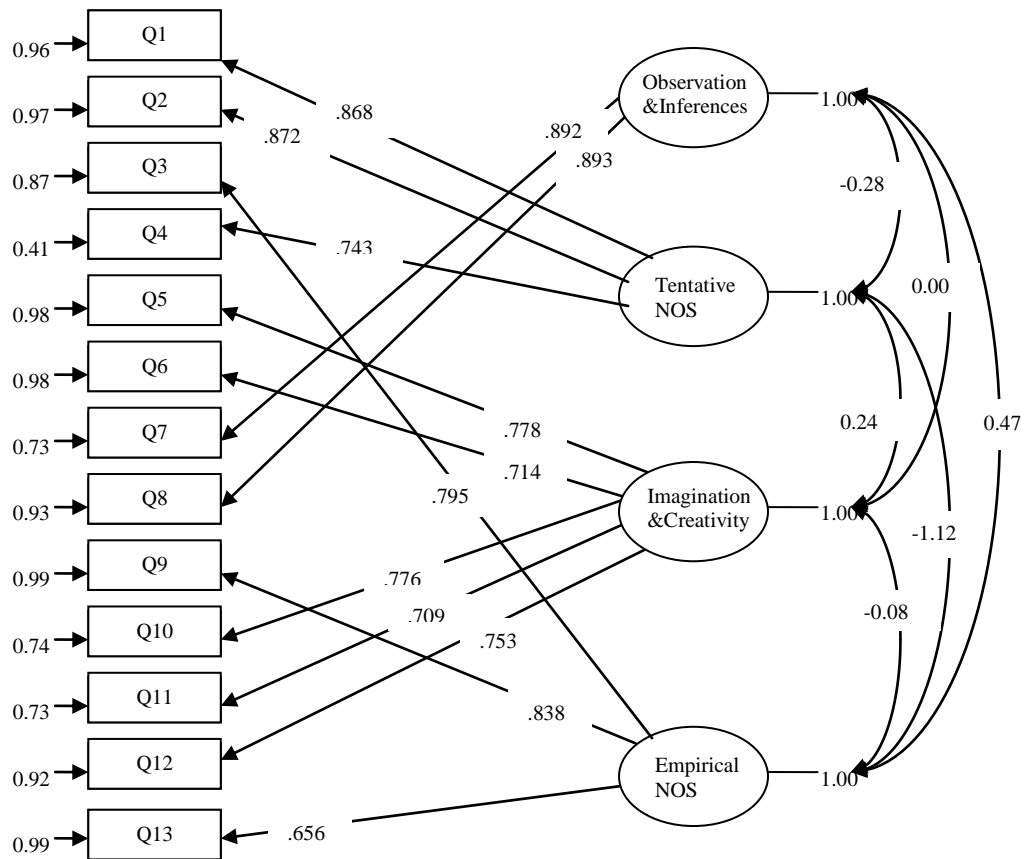 Q1
0.96
Q2
0.97
Q3
0.87
Q4
0.41
Q5
0.98
Q6
0.98
Q7
0.73
Q8
0.93
Q9
0.99
Q10
0.74
Q11
0.73
Q12
0.92
Q13
0.99
.868
.872
.892
.893
.743
.778
.714
.795
.776
.709
.753
.838
.656
Observation
&Inferences
1.00
Tentative
NOS
1.00
Imagination
&Creativity
1.00
Empirical
NOS
1.00
-0.28
0.00
0.24
0.47
-1.12
-0.08